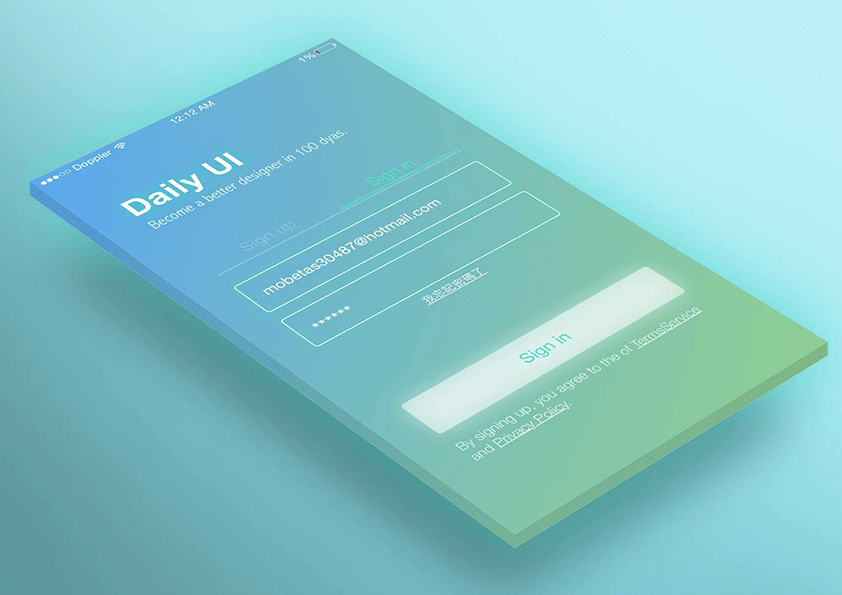 Doppler
12:12 AM
1%
Daily UI
Become a better designer in 100 dyas.
Sign up
Sign in
mobetas30487@hotmail.com
******
我忘記密碼了
Sign in
By signing up, you agree to the of TermsService
and Privacy Policy.